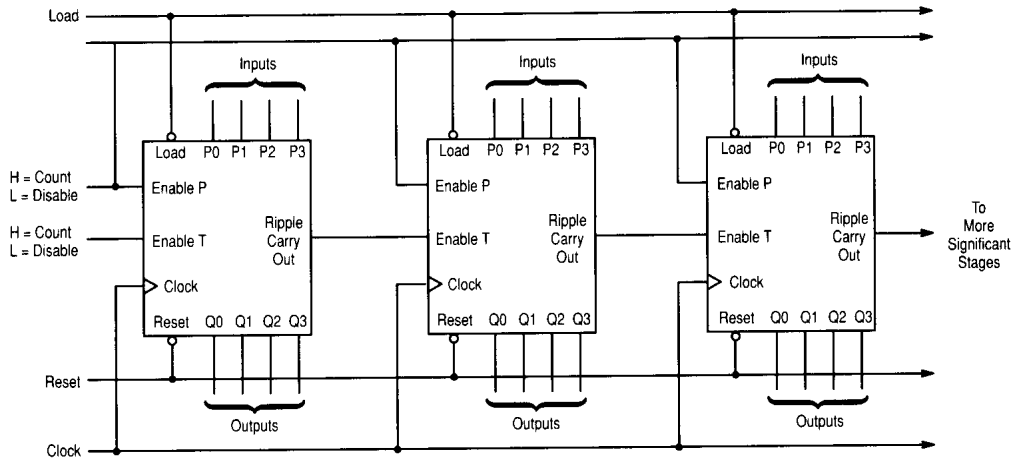 Load
Inputs
Inputs
Inputs
Load P0 P1 P2 P3
Load P0 P1 P2 P3
Load P0 P1 P2 P3
H = Count
L = Disable
Enable P
Enable P
Enable P
H = Count
L = Disable
Enable T
Ripple
Carry
Out
Enable T
Ripple
Carry
Out
Enable T
Ripple
Carry
Out
To
More
Significant
Stages
Clock
Clock
Clock
Reset Q0 Q1 Q2 Q3
Reset Q0 Q1 Q2 Q3
Reset Q0 Q1 Q2 Q3
Reset
Outputs
Outputs
Outputs
Clock